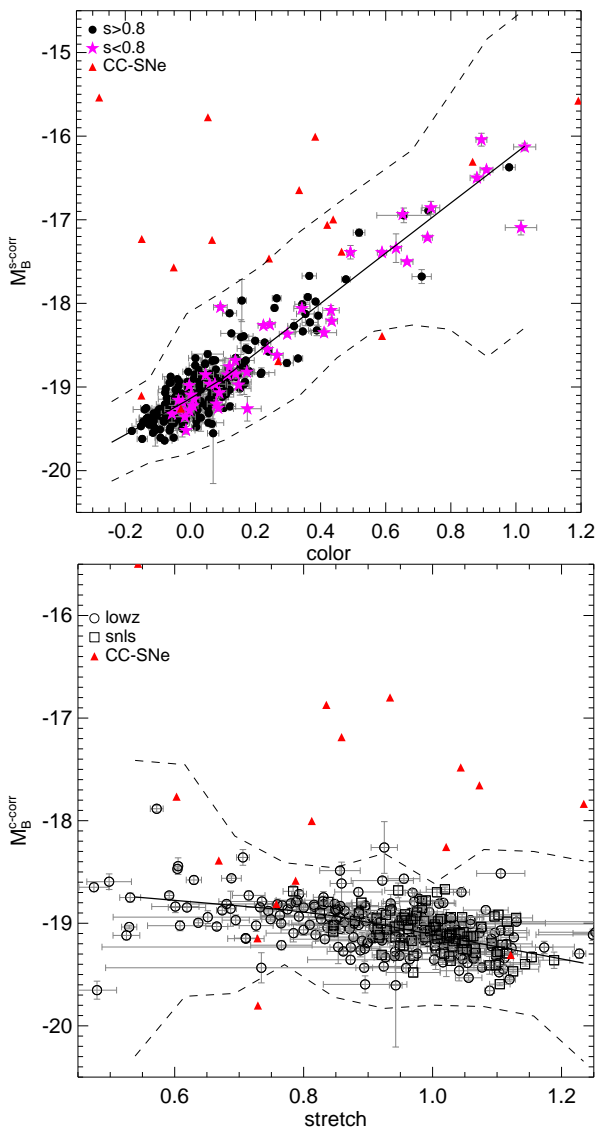 -15
s>0.8
s<0.8
CC-SNe
-16
-17
M_B^{s-corr}
-18
-19
-20
-0.2 0.0 0.2 0.4 0.6 0.8 1.0 1.2
color
lowz
snls
CC-SNe
-16
-17
M_B^{c-corr}
-18
-19
-20
0.6 0.8 1.0 1.2
stretch